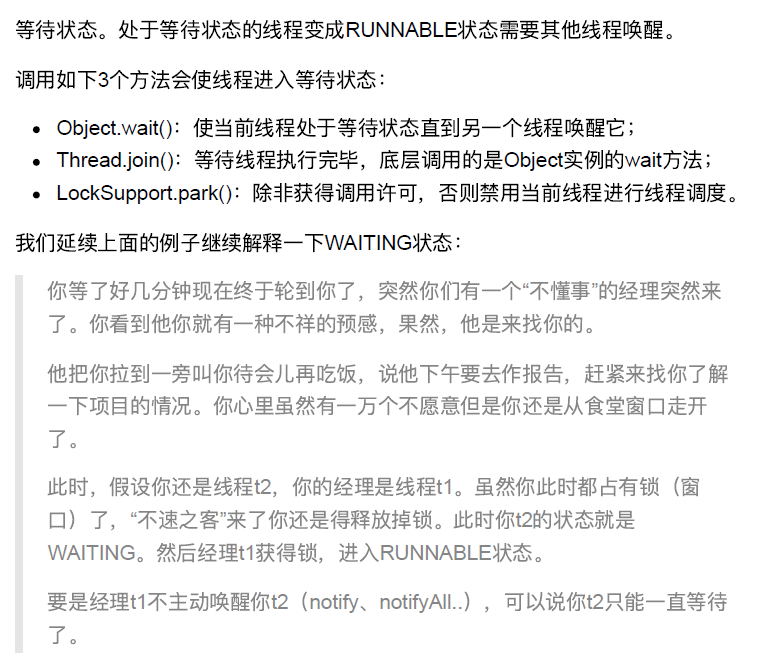 等待状态。处于等待状态的线程变成RUNNABLE状态需要其他线程唤醒。
调用如下3个方法会使线程进入等待状态：
• Object.wait()：使当前线程处于等待状态直到另一个线程唤醒它；
• Thread.join()：等待线程执行完毕，底层调用的是Object实例的wait方法；
• LockSupport.park()：除非获得调用许可，否则禁用当前线程进行线程调度。
我们延续上面的例子继续解释一下WAITING状态：
你等了好几分钟现在终于轮到你了，突然你们有一个“不懂事”的经理突然来
了。你看到他你就有一种不祥的预感，果然，他是来找你的。
他把你拉到一旁叫你待会儿再吃饭，说他下午要去作报告，赶紧来找你了解
一下项目的情况。你心里虽然有一万个不愿意但是你还是从食堂窗口走开
了。
此时，假设你还是线程t2，你的经理是线程t1。虽然你此时都占有锁（窗
口）了，“不速之客”来了你还是得释放掉锁。此时你t2的状态就是
WAITING。然后经理t1获得锁，进入RUNNABLE状态。
要是经理t1不主动唤醒你t2（notify、notifyAll..），可以说你t2只能一直等待
了。